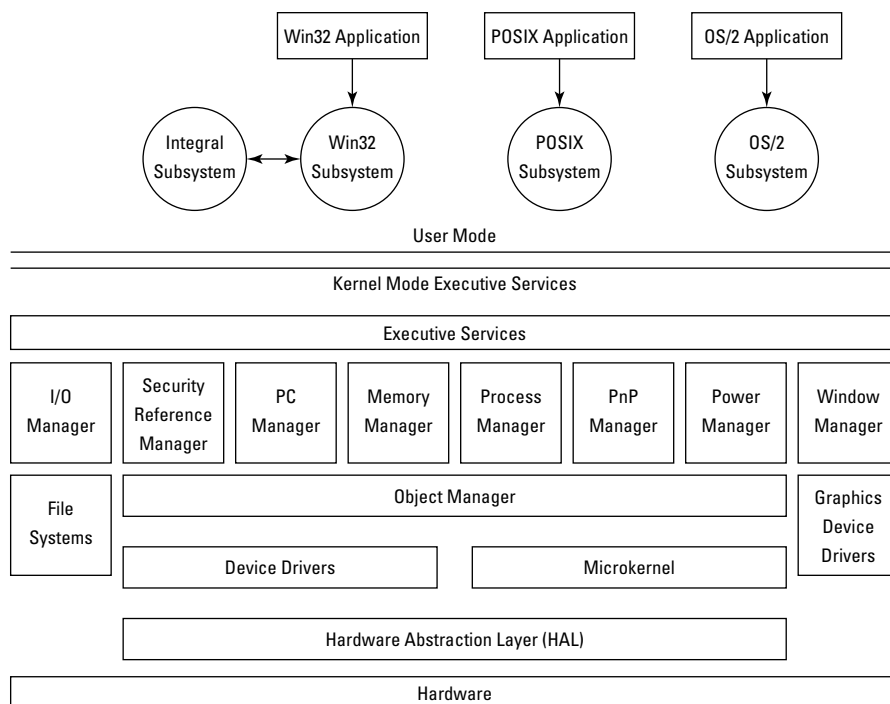 Win32 Application
POSIX Application
OS/2 Application
Integral
Subsystem
Win32
Subsystem
POSIX
Subsystem
OS/2
Subsystem
User Mode
Kernel Mode Executive Services
Executive Services
I/O
Manager
Security
Reference
Manager
PC
Manager
Memory
Manager
Process
Manager
PnP
Manager
Power
Manager
Window
Manager
File
Systems
Object Manager
Graphics
Device
Drivers
Device Drivers
Microkernel
Hardware Abstraction Layer (HAL)
Hardware